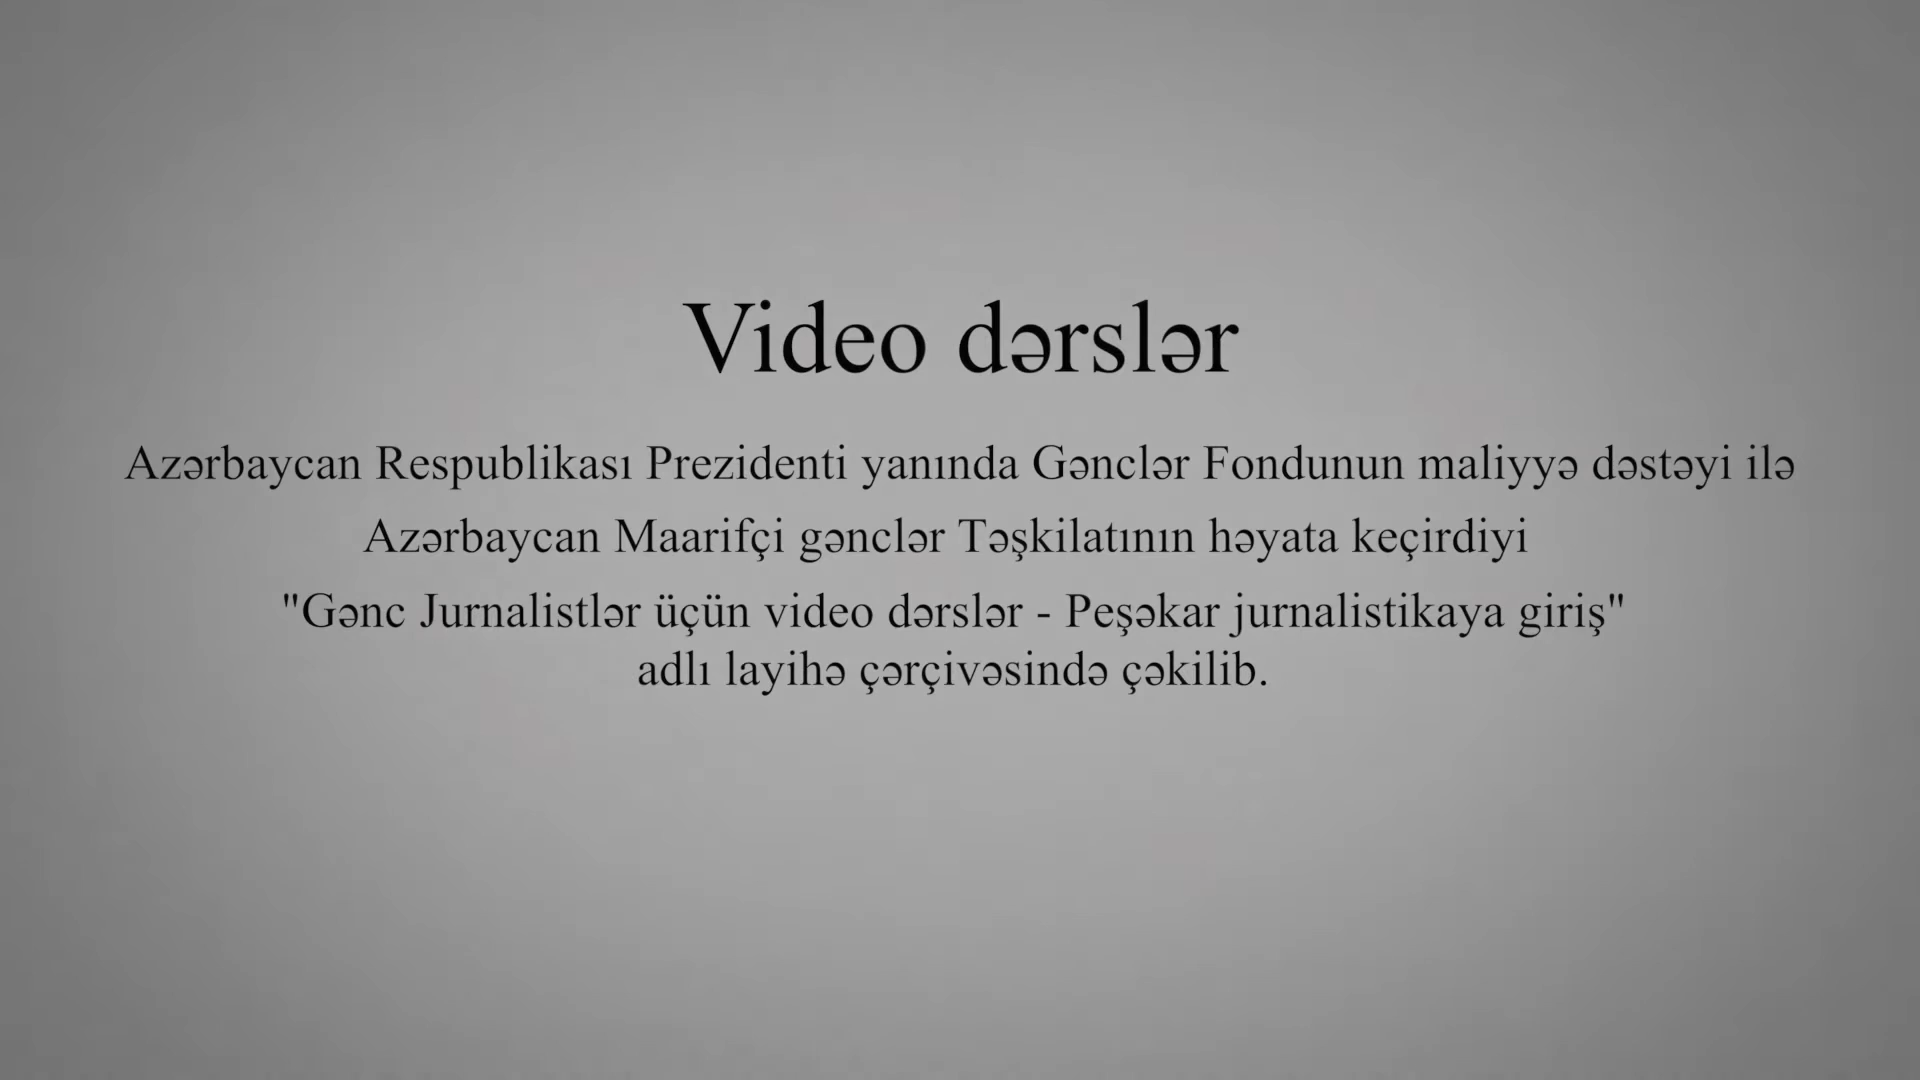 Video dərslər
Azərbaycan Respublikası Prezidenti yanında Gənclər Fondunun maliyyə dəstəyi ilə
Azərbaycan Maarifçi gənclər Təşkilatının həyata keçirdiyi
"Gənc Jurnalistlər üçün video dərslər - Peşəkar jurnalistikaya giriş"
adlı layihə çərçivəsində çəkilib.